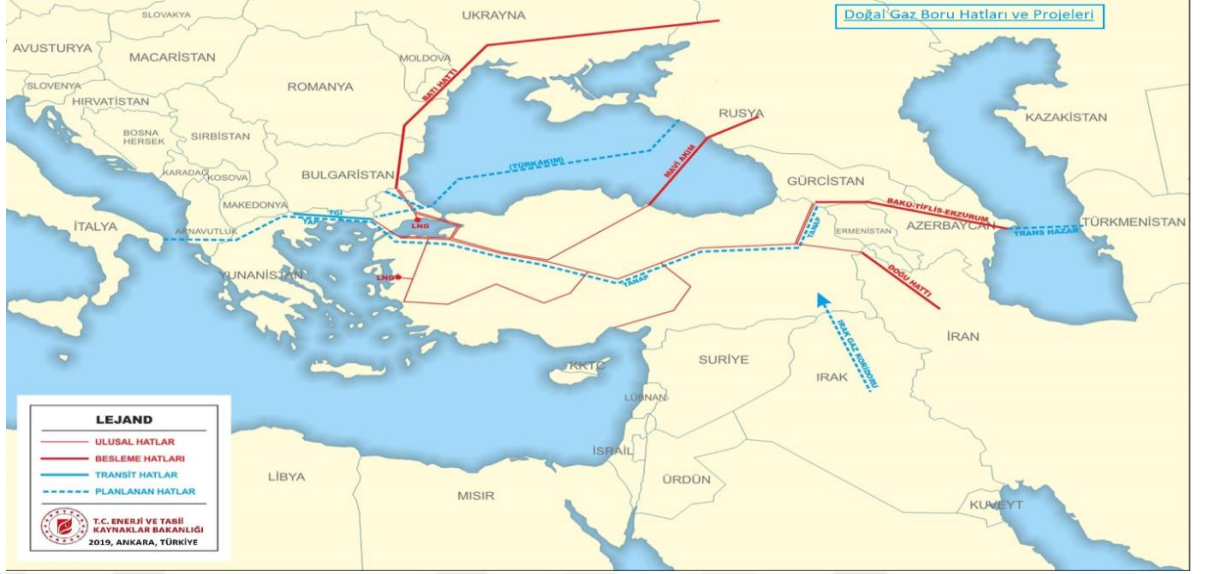 Doğal Gaz Boru Hatları ve Projeleri
SLOVAKYA
UKRAYNA
AVUSTURYA
MACARİSTAN
MOLDOVA
SLOVENYA
ROMANYA
HIRVATİSTAN
BATI HATTI
RUSYA
KAZAKİSTAN
BOSNA
HERSEK
SIRBİSTAN
(TÜRKAKIM)
MAVİ AKIM
KARADAĞ
KOSOVA
BULGARİSTAN
GÜRCİSTAN
MAKEDONYA
BAKÜ-TİFLİS-ERZURUM
İTALYA
ARNAVUTLUK
TAP
TGI
LNG
TANAP
ERMENİSTAN
AZERBAYCAN
TRANS HAZAR
TÜRKMENİSTAN
YUNANİSTAN
LNG
DOĞU HATTI
IRAK GAZ KORİDORU
İRAN
KKTC
SURİYE
IRAK
LÜBNAN
İSRAİL
ÜRDÜN
LİBYA
MISIR
KUVEYT
LEJAND
ULUSAL HATLAR
BESLEME HATLARI
TRANSİT HATLAR
PLANLANAN HATLAR
T.C. ENERJİ VE TABİİ
KAYNAKLAR BAKANLIĞI
2019, ANKARA, TÜRKİYE